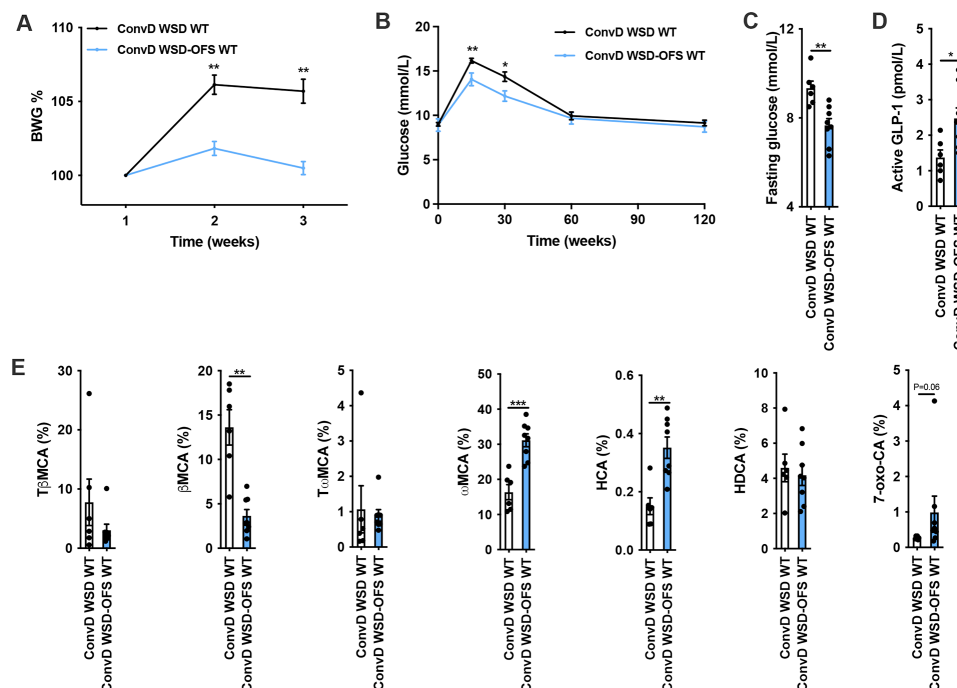 A
110
105
100
BWG %
ConvD WSD WT
ConvD WSD-OFS WT
**
**
1
2
3
Time (weeks)
B
20
15
10
5
0
Glucose (mmol/L)
ConvD WSD WT
ConvD WSD-OFS WT
**
*
0
30
60
90
120
Time (weeks)
C
12
8
4
Fasting glucose (mmol/L)
**
ConvD WSD WT
ConvD WSD-OFS WT
D
5
4
3
2
1
0
Active GLP-1 (pmol/L)
*
ConvD WSD WT
E
30
20
10
0
TβMCA (%)
ConvD WSD WT
ConvD WSD-OFS WT
20
15
10
5
0
βMCA (%)
**
ConvD WSD WT
ConvD WSD-OFS WT
5
4
3
2
1
0
TωMCA (%)
ConvD WSD WT
ConvD WSD-OFS WT
50
40
30
20
10
0
ωMCA (%)
***
ConvD WSD WT
ConvD WSD-OFS WT
0.6
0.4
0.2
0.0
HCA (%)
**
ConvD WSD WT
ConvD WSD-OFS WT
10
8
6
4
2
0
HDCA (%)
ConvD WSD WT
ConvD WSD-OFS WT
5
4
3
2
1
0
7-oxo-CA (%)
P=0.06
ConvD WSD WT
ConvD WSD-OFS WT